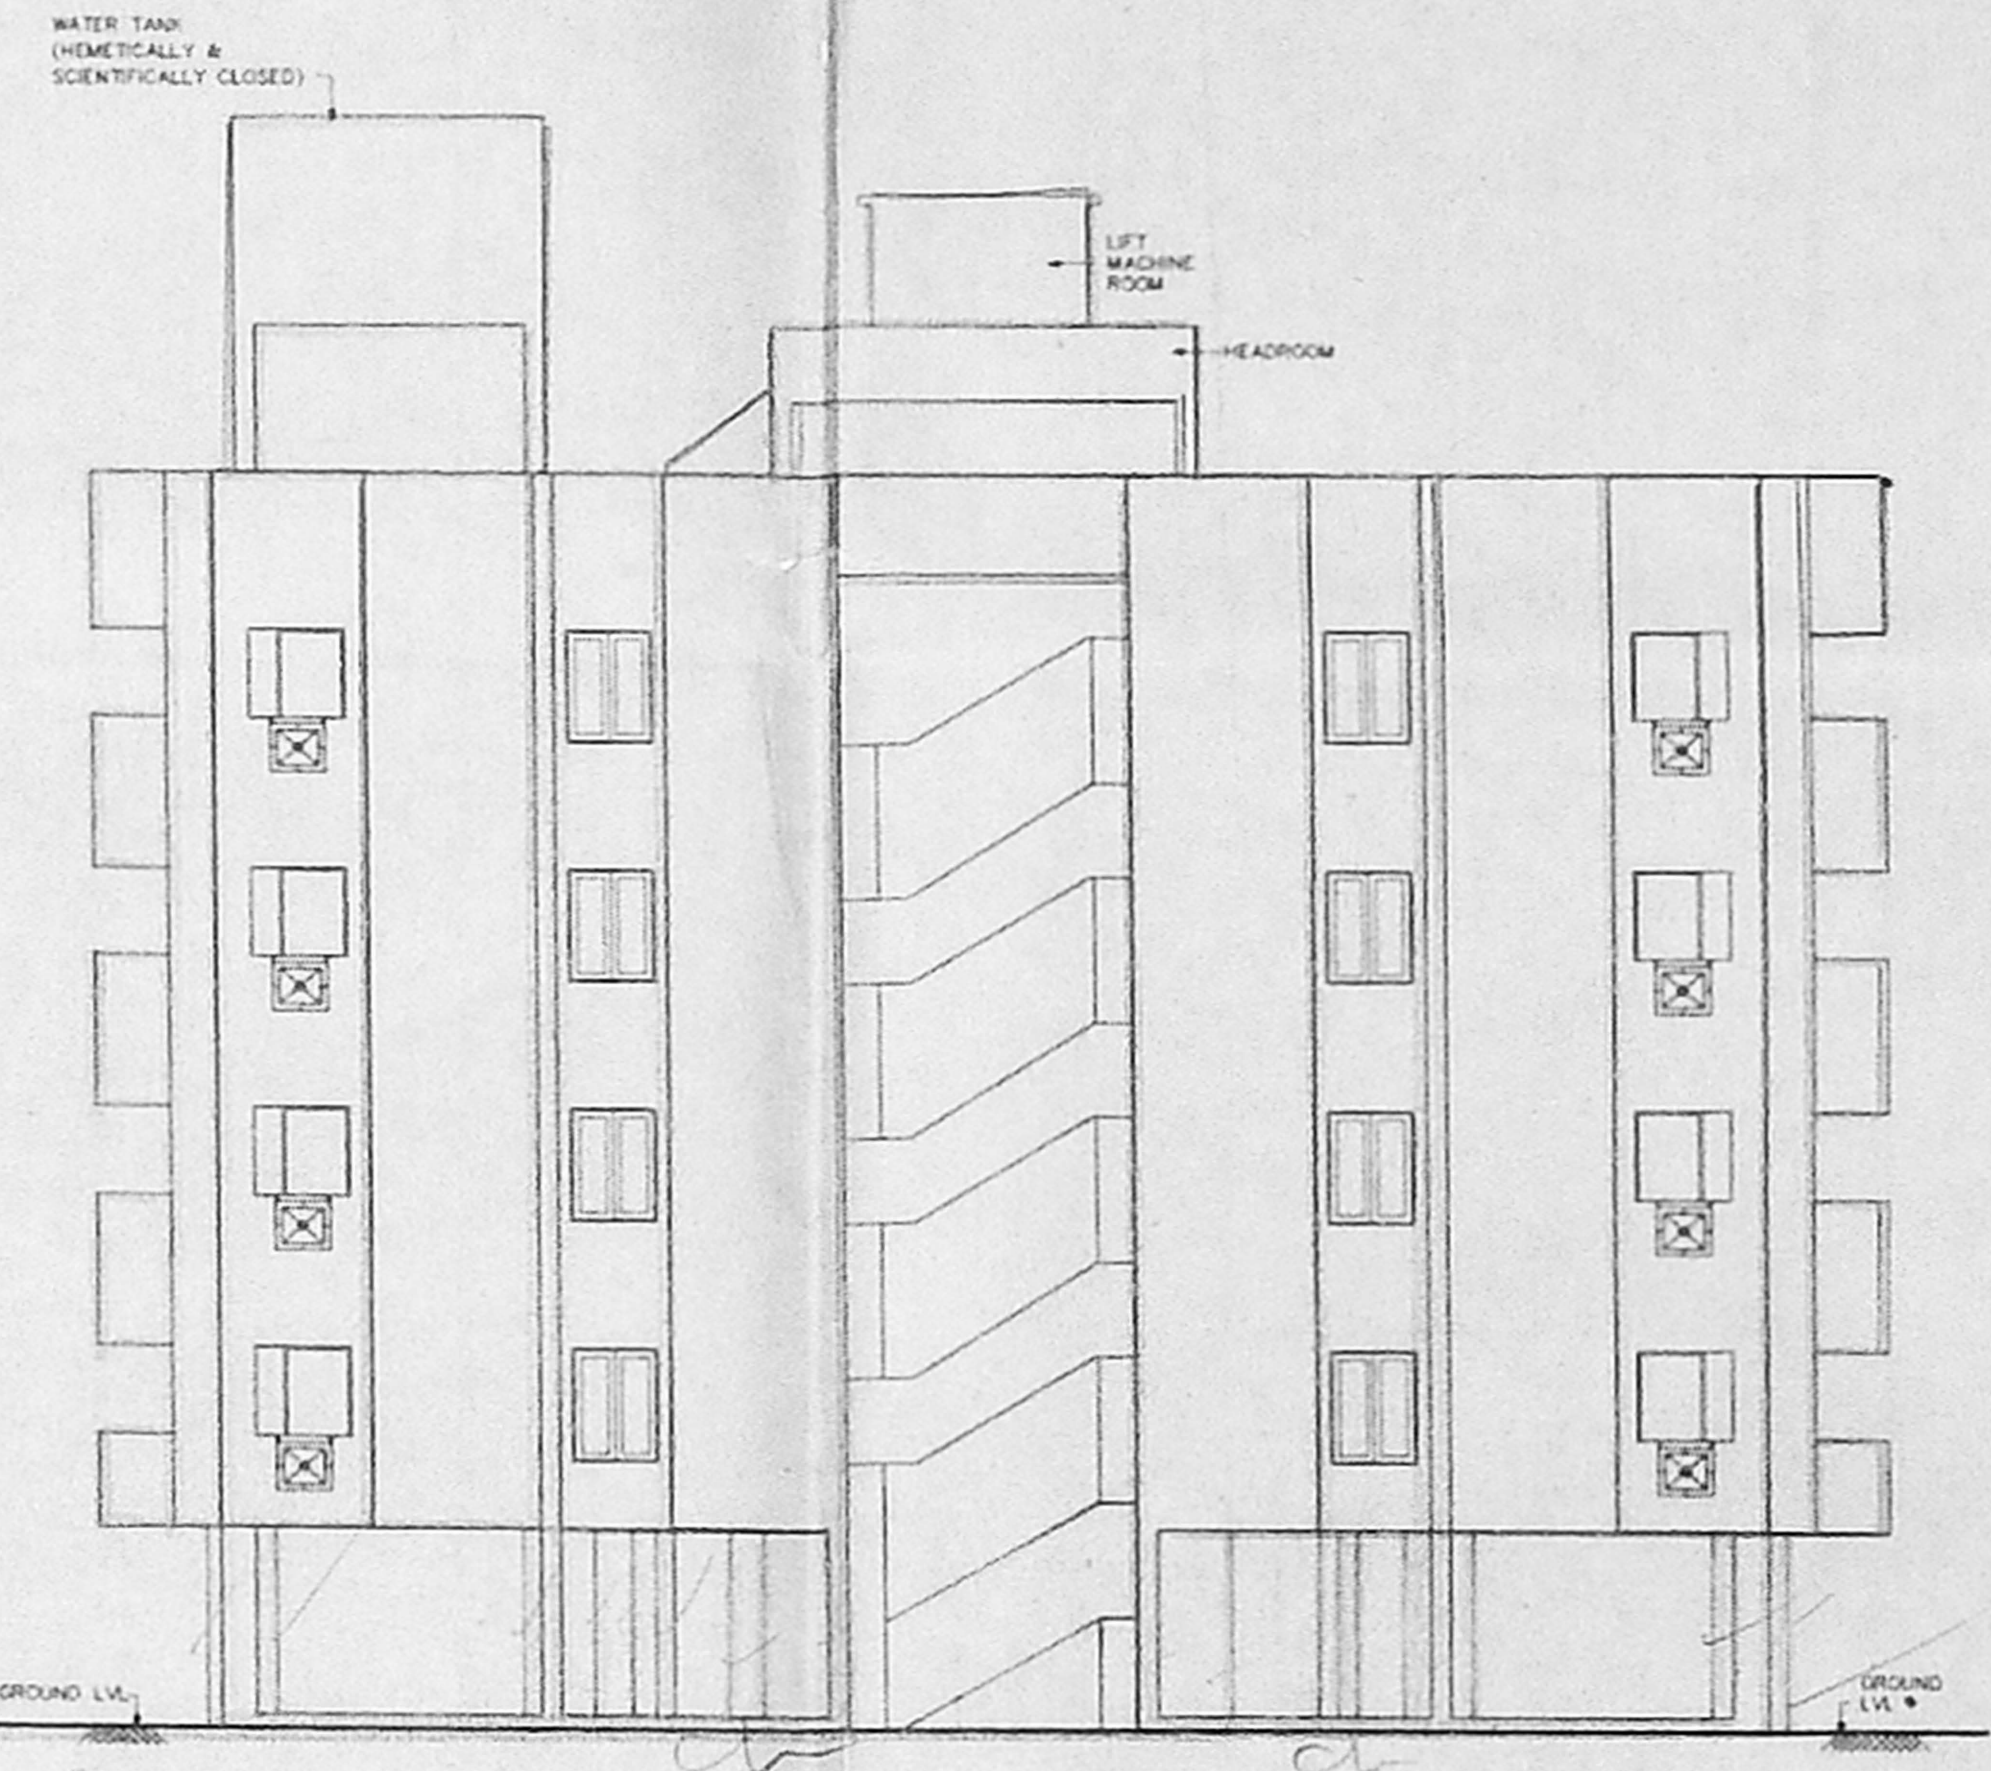 WATER TANK
(HEMETICALLY &
SCIENTIFICALLY CLOSED)
LIFT
MACHINE
ROOM
HEADROOM
GROUND LVL
GROUND
LVL